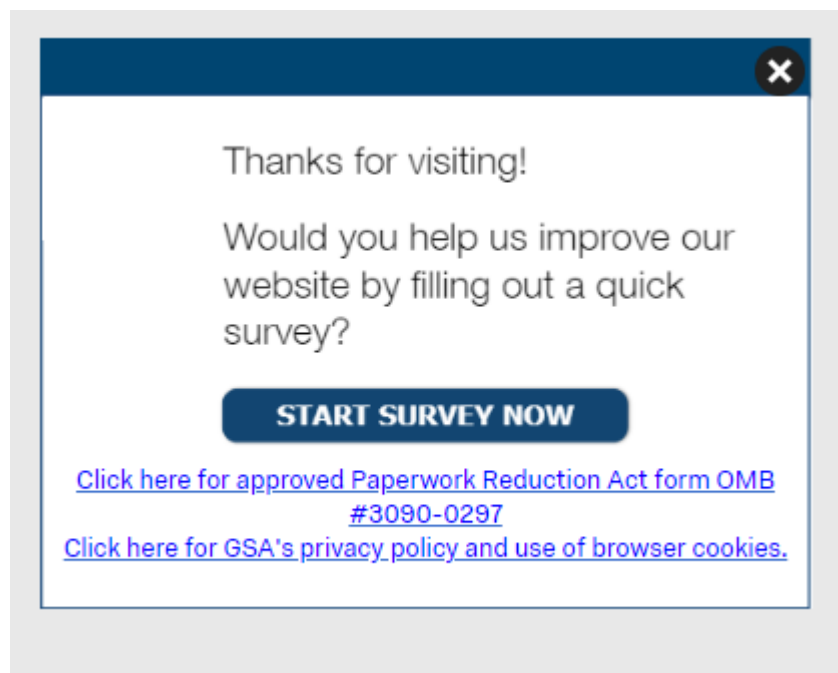 Thanks for visiting!
Would you help us improve our
website by filling out a quick
survey?
START SURVEY NOW
Click here for approved Paperwork Reduction Act form OMB
#3090-0297
Click here for GSA's privacy policy and use of browser cookies.